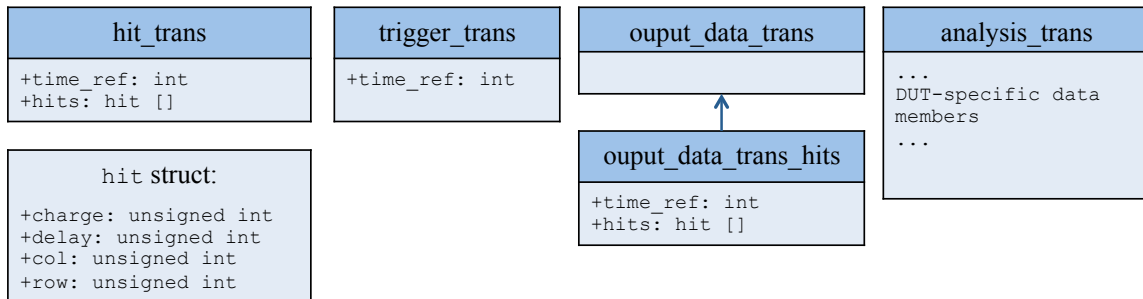 hit_trans
+time_ref: int
+hits: hit []
trigger_trans
+time_ref: int
ouput_data_trans
analysis_trans
...
DUT-specific data
members
...
hit struct:
+charge: unsigned int
+delay: unsigned int
+col: unsigned int
+row: unsigned int
ouput_data_trans_hits
+time_ref: int
+hits: hit []